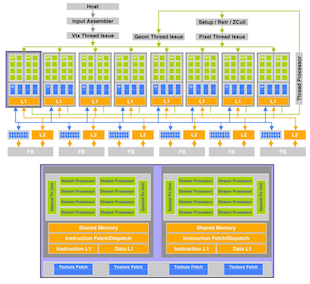 Host
Input Assembler
Setup / Rstr / ZCull
Vtx Thread Issue
Geom Thread Issue
Pixel Thread Issue
Thread Processor
L1 L1 L1 L1 L1 L1 L1 L1
L2 L2 L2 L2 L2 L2
FB FB FB FB FB FB
Stream Processor Stream Processor Stream Processor Stream Processor
Stream Processor Stream Processor Stream Processor Stream Processor
Stream Processor Stream Processor Stream Processor Stream Processor
Stream Processor Stream Processor Stream Processor Stream Processor
Special Fn Unit Special Fn Unit Special Fn Unit Special Fn Unit
Shared Memory Shared Memory
Instruction Fetch/Dispatch Instruction Fetch/Dispatch
Instruction L1 Data L1 Instruction L1 Data L1
Texture Fetch Texture Fetch Texture Fetch Texture Fetch